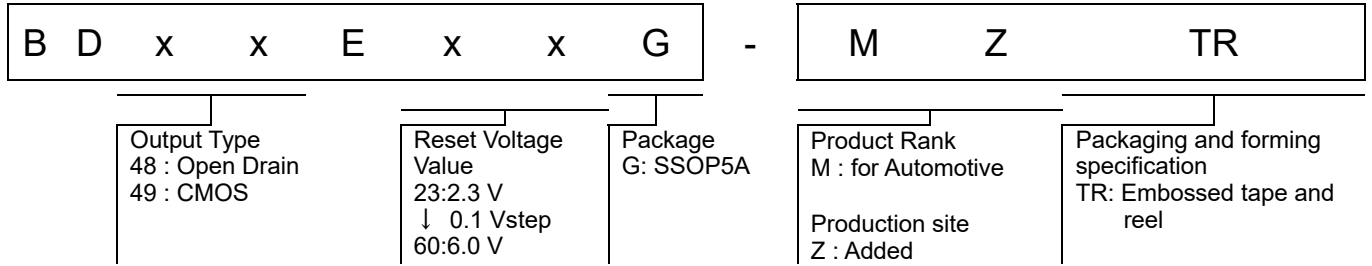 B D x x E x x G - M Z TR
Output Type
48 : Open Drain
49 : CMOS
Reset Voltage
Value
23:2.3 V
↓ 0.1 Vstep
60:6.0 V
Package
G: SSOP5A
Product Rank
M : for Automotive
Production site
Z : Added
Packaging and forming
specification
TR: Embossed tape and
reel